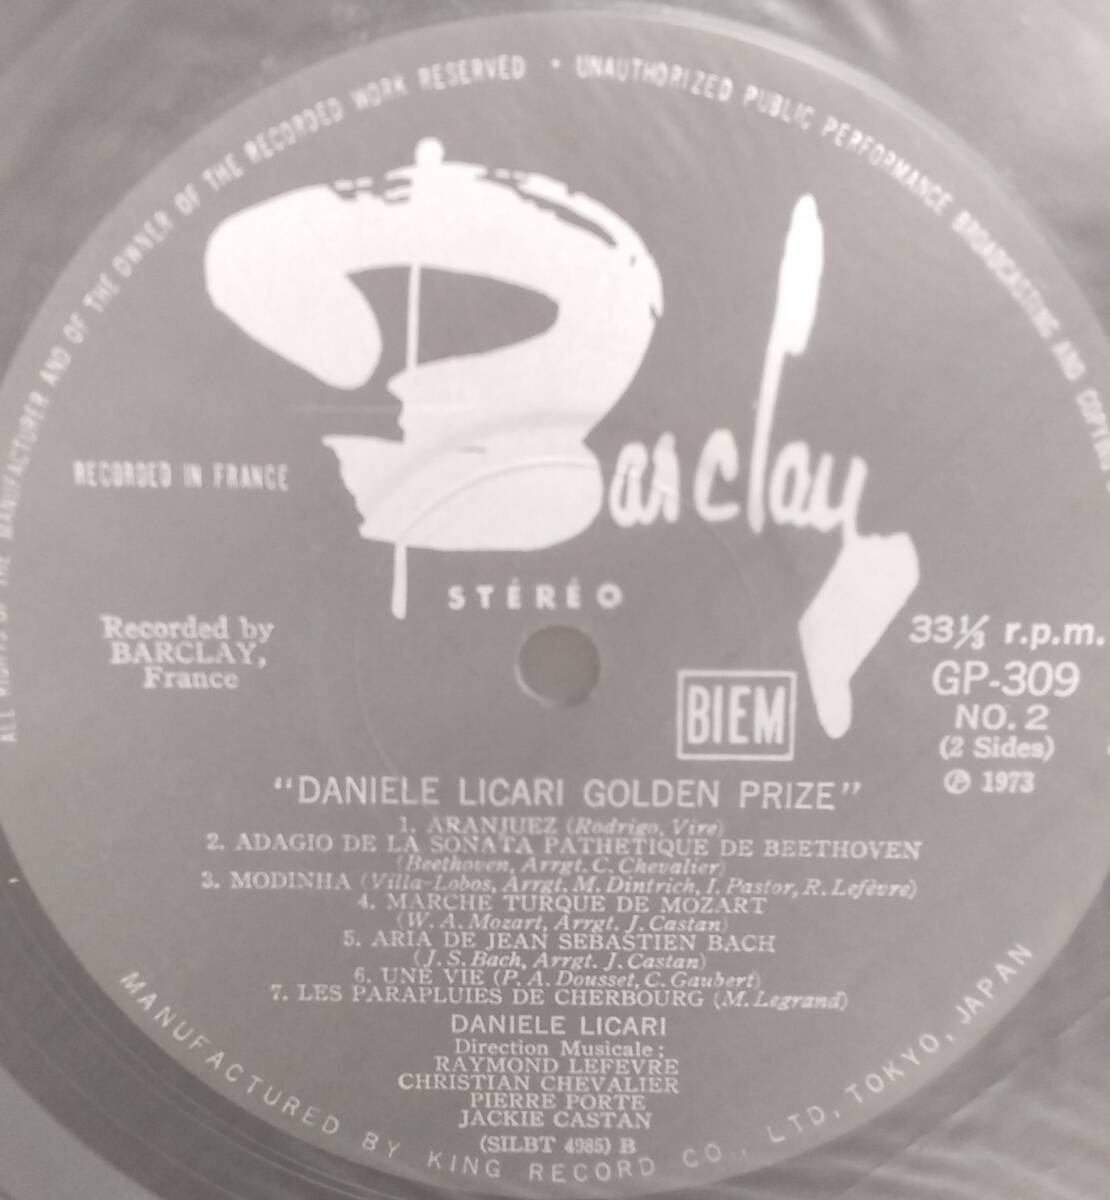 ALL RIGHTS OF THE MANUFACTURER AND OF THE OWNER OF THE RECORDED WORK RESERVED • UNAUTHORIZED PUBLIC PERFORMANCE BROADCASTING AND COPYING
Barclay
RECORDED IN FRANCE
STÉRÉO
Recorded by
BARCLAY,
France
BIEM
33⅓ r.p.m.
GP-309
NO. 2
(2 Sides)
Ⓟ 1973
"DANIELE LICARI GOLDEN PRIZE"
1. ARANJUEZ (Rodrigo, Vire)
2. ADAGIO DE LA SONATA PATHETIQUE DE BEETHOVEN
(Beethoven, Arrgt. C. Chevalier)
3. MODINHA (Villa-Lobos, Arrgt. M. Dintrich, I. Pastor, R. Lefèvre)
4. MARCHE TURQUE DE MOZART
(W. A. Mozart, Arrgt. J. Castan)
5. ARIA DE JEAN SEBASTIEN BACH
(J. S. Bach, Arrgt. J. Castan)
6. UNE VIE (P. A. Dousset, C. Gaubert)
7. LES PARAPLUIES DE CHERBOURG (M. Legrand)
DANIELE LICARI
Direction Musicale:
RAYMOND LEFEVRE
CHRISTIAN CHEVALIER
PIERRE PORTE
JACKIE CASTAN
(SILBT 4985) B
MANUFACTURED BY KING RECORD CO., LTD, TOKYO, JAPAN